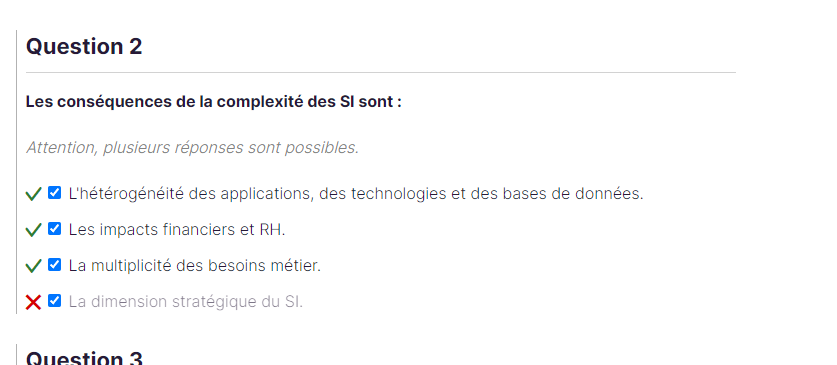 Question 2
Les conséquences de la complexité des SI sont :
Attention, plusieurs réponses sont possibles.
L'hétérogénéité des applications, des technologies et des bases de données.
Les impacts financiers et RH.
La multiplicité des besoins métier.
La dimension stratégique du SI.
Question 3